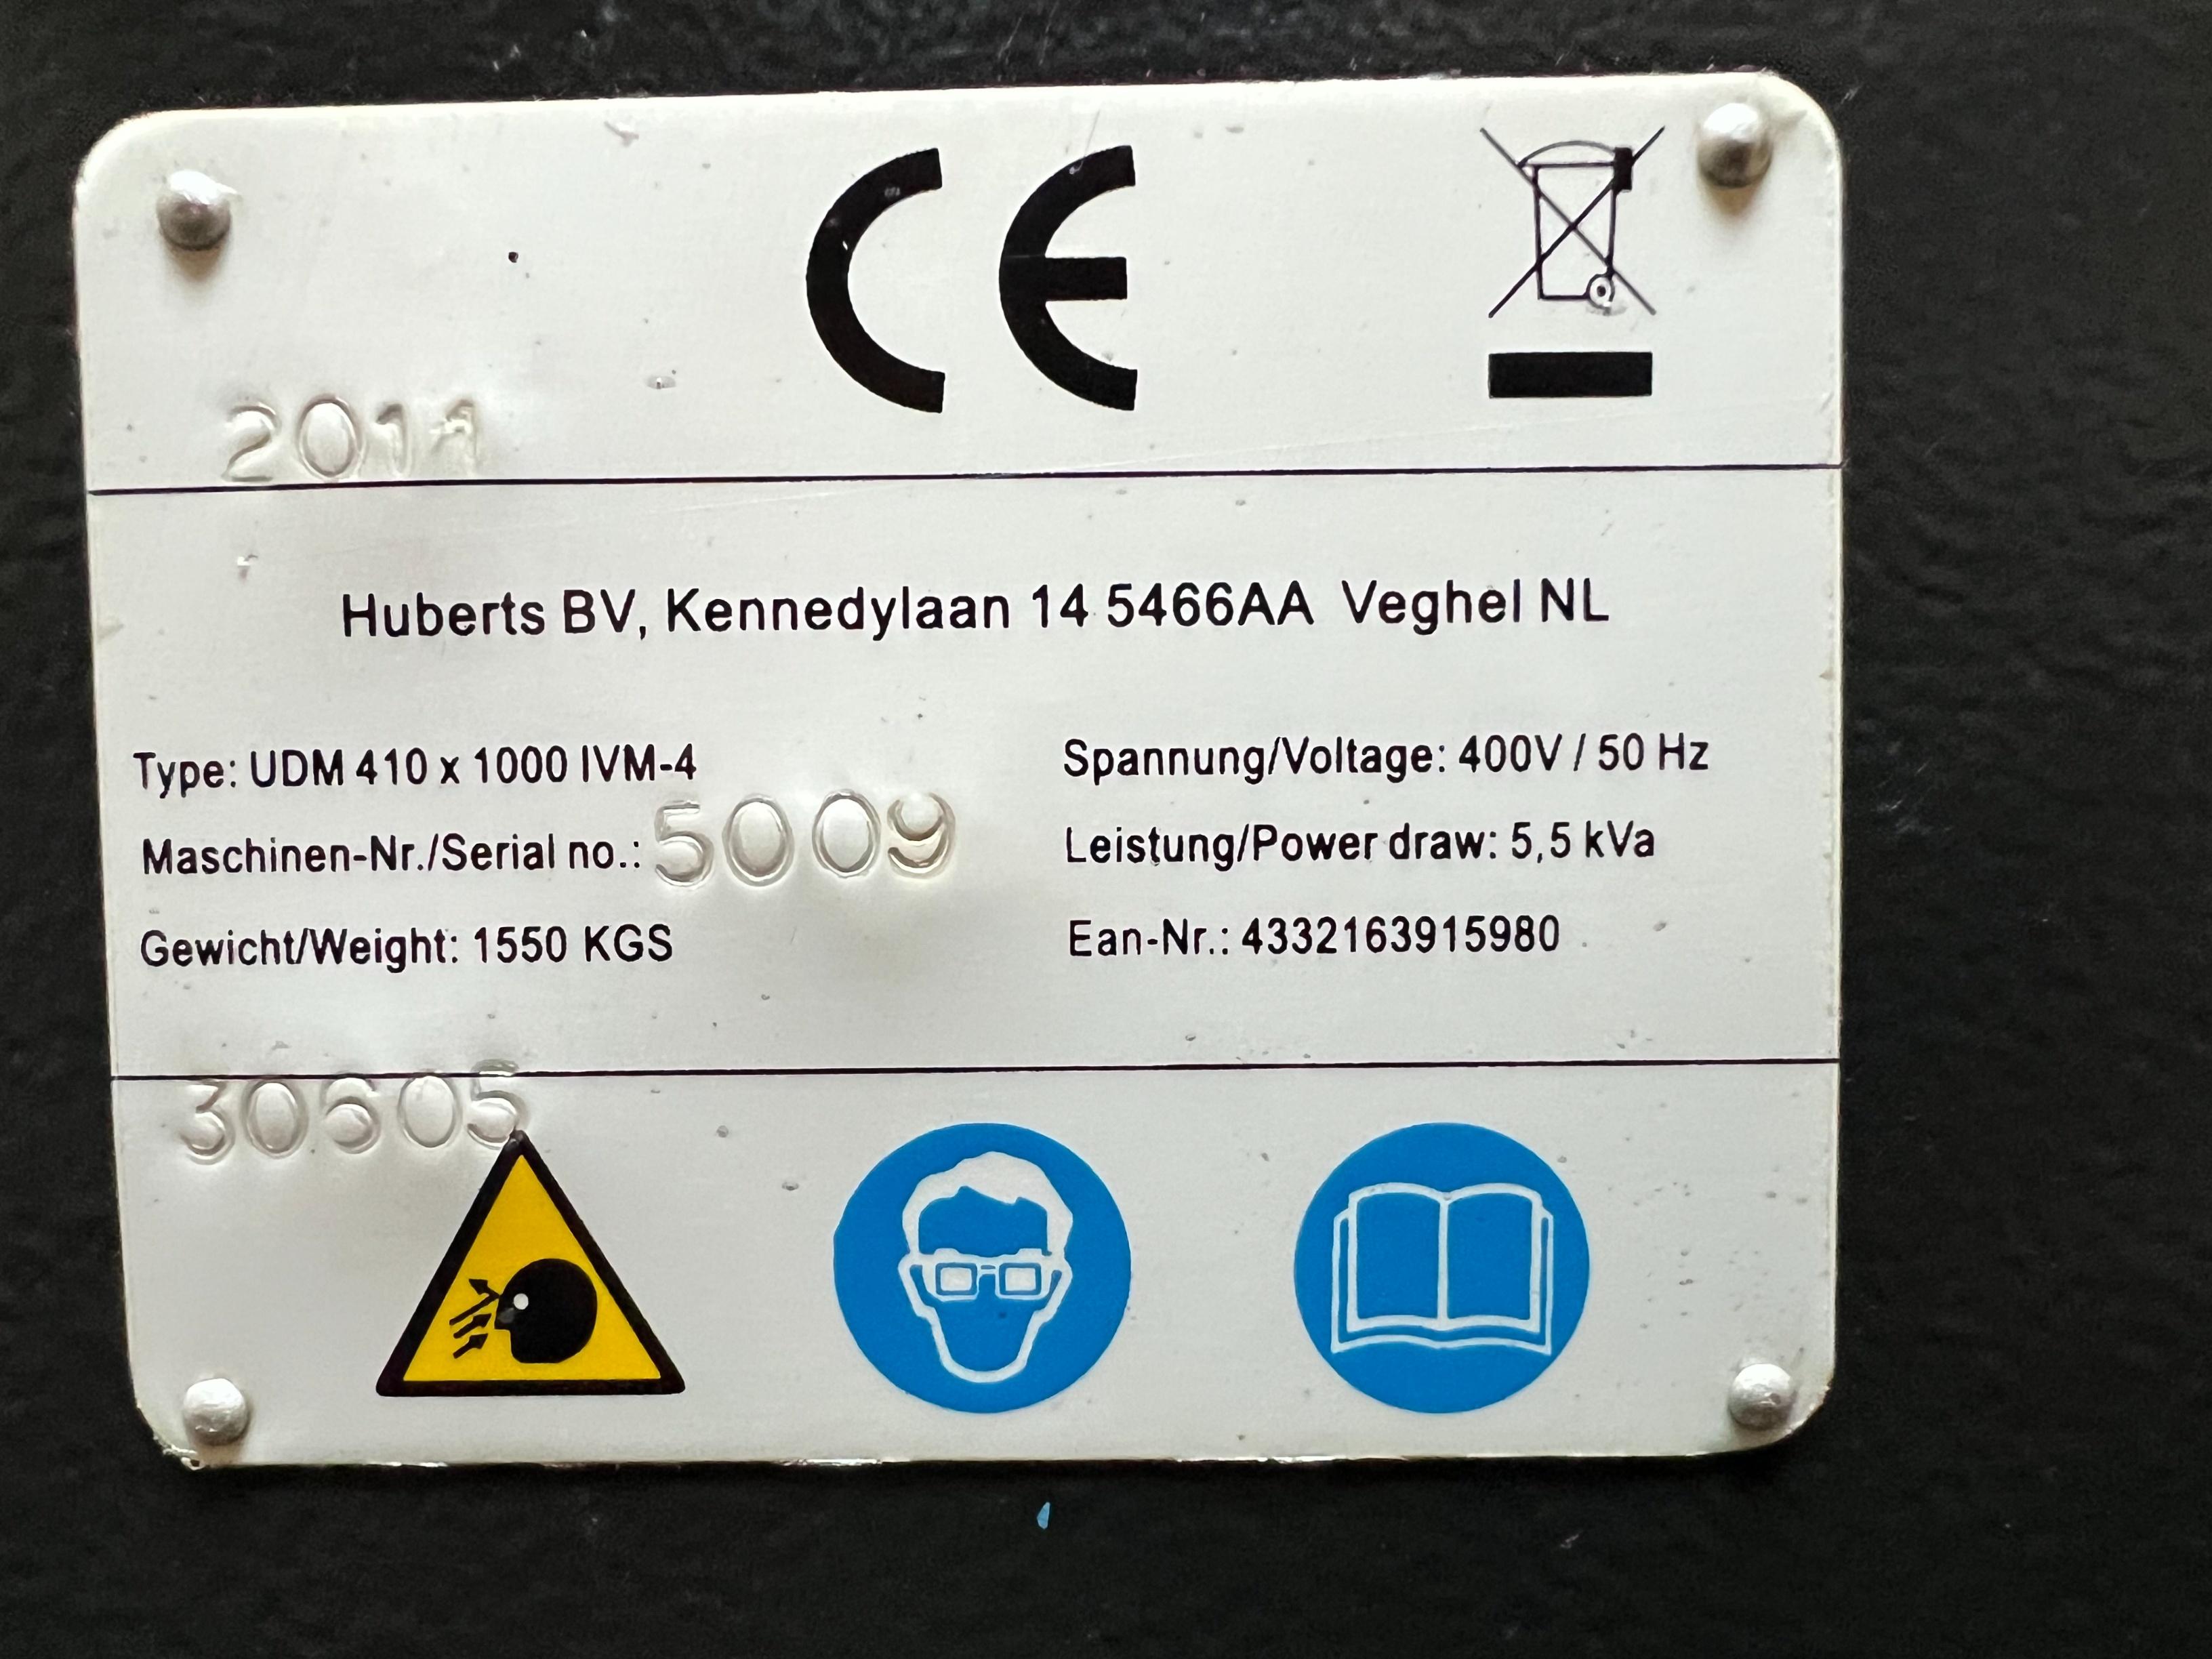 CE
2011
Huberts BV, Kennedylaan 14 5466AA Veghel NL
Type: UDM 410 x 1000 IVM-4
Spannung/Voltage: 400V / 50 Hz
Maschinen-Nr./Serial no.: 5009
Leistung/Power draw: 5,5 kVa
Gewicht/Weight: 1550 KGS
Ean-Nr.: 4332163915980
30605